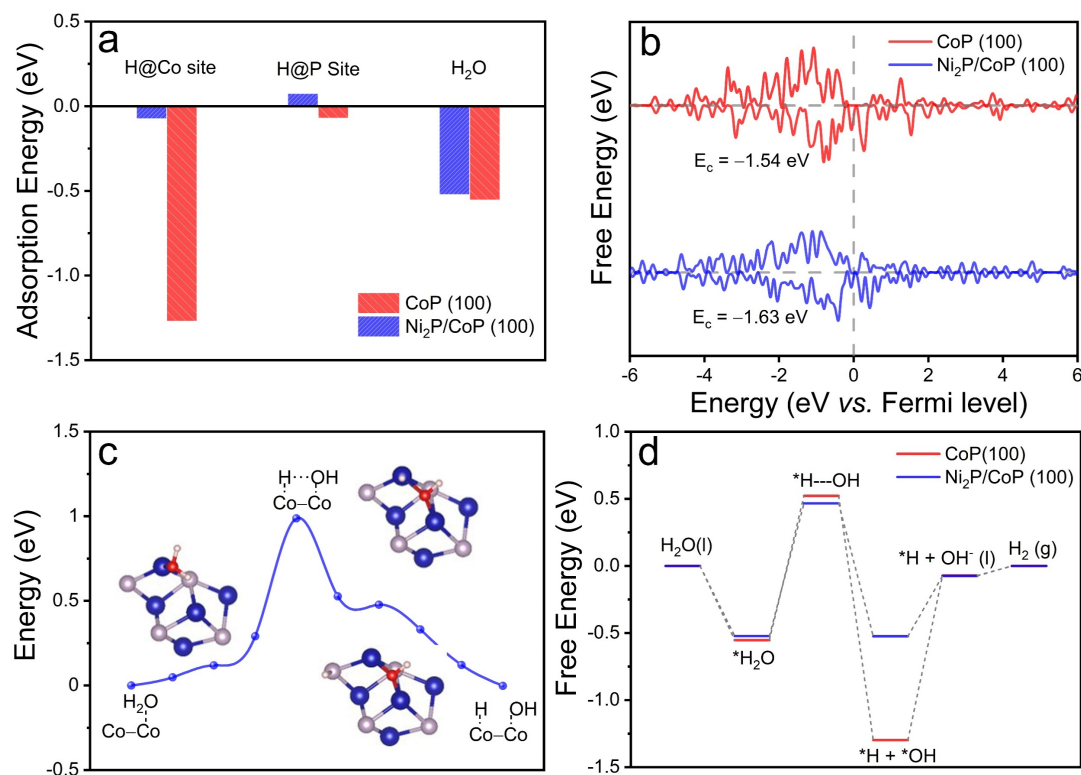 a
Adsorption Energy (eV)
0.5
0.0
-0.5
-1.0
-1.5
H@Co site
H@P Site
H₂O
CoP (100)
Ni₂P/CoP (100)
b
Free Energy (eV)
CoP (100)
Ni₂P/CoP (100)
E_c = −1.54 eV
E_c = −1.63 eV
-6
-4
-2
0
2
4
6
Energy (eV vs. Fermi level)
c
Energy (eV)
1.5
1
0.5
0
-0.5
H···OH
Co–Co
H₂O
Co–Co
H OH
Co–Co
d
Free Energy (eV)
1.0
0.5
0.0
-0.5
-1.0
-1.5
CoP(100)
Ni₂P/CoP (100)
H₂O(l)
*H₂O
*H---OH
*H + *OH
*H + OH⁻ (l)
H₂ (g)